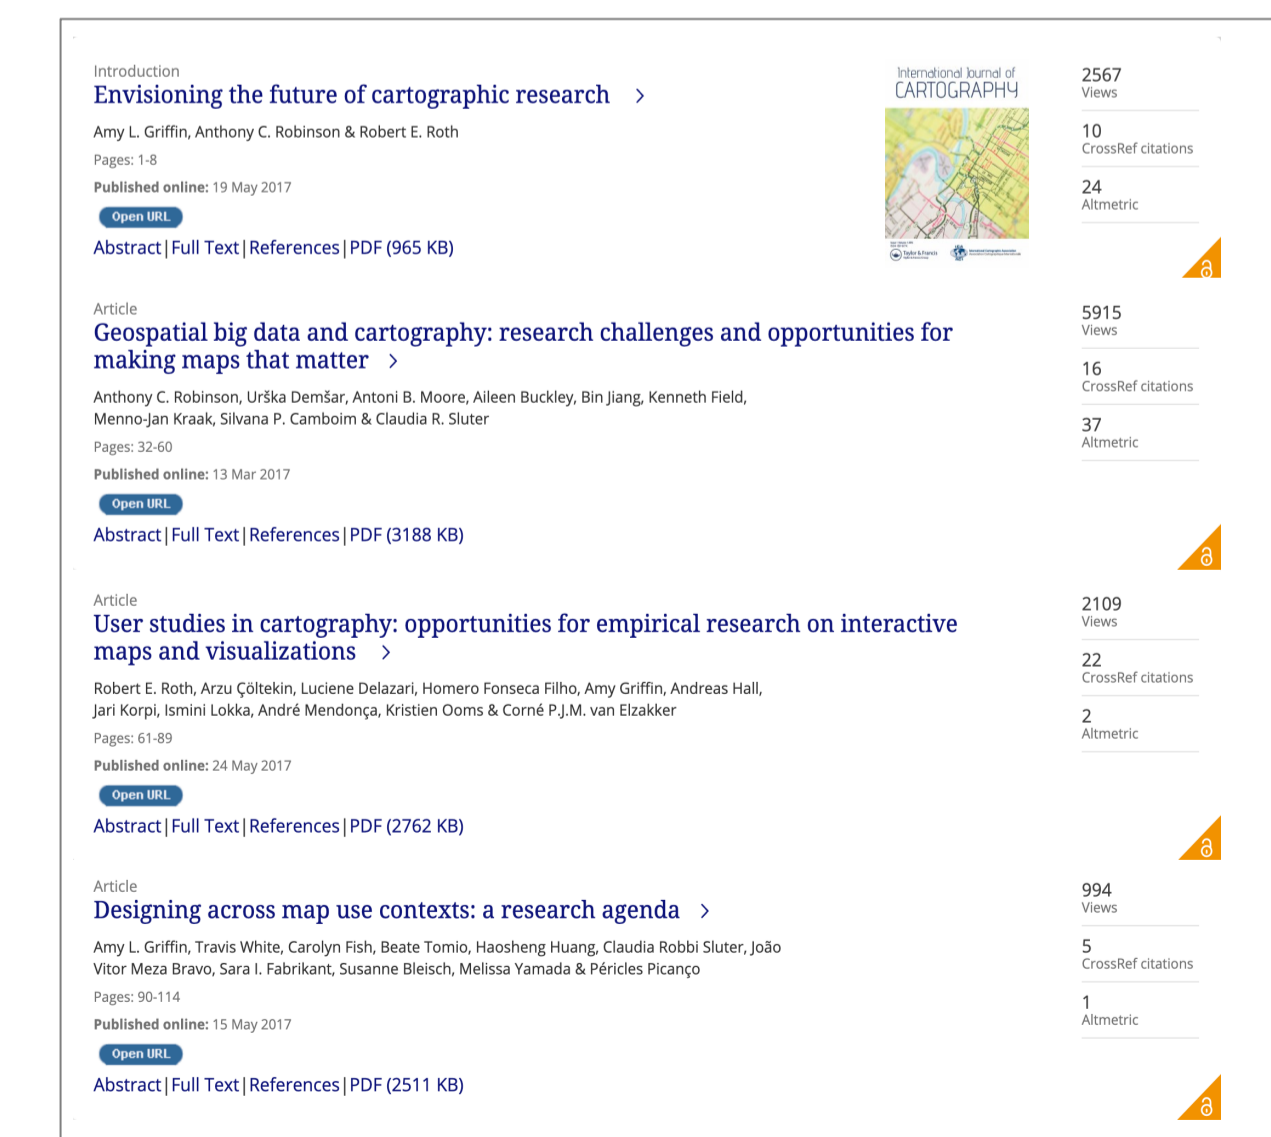 Introduction
Envisioning the future of cartographic research >
Amy L. Griffin, Anthony C. Robinson & Robert E. Roth
Pages: 1-8
Published online: 19 May 2017
Open URL
Abstract|Full Text|References|PDF (965 KB)
International Journal of
CARTOGRAPHY
Taylor & Francis
2567
Views
10
CrossRef citations
24
Altmetric
Article
Geospatial big data and cartography: research challenges and opportunities for
making maps that matter >
Anthony C. Robinson, Urška Demšar, Antoni B. Moore, Aileen Buckley, Bin Jiang, Kenneth Field,
Menno-Jan Kraak, Silvana P. Camboim & Claudia R. Sluter
Pages: 32-60
Published online: 13 Mar 2017
Open URL
Abstract|Full Text|References|PDF (3188 KB)
5915
Views
16
CrossRef citations
37
Altmetric
Article
User studies in cartography: opportunities for empirical research on interactive
maps and visualizations >
Robert E. Roth, Arzu Çöltekin, Luciene Delazari, Homero Fonseca Filho, Amy Griffin, Andreas Hall,
Jari Korpi, Ismini Lokka, André Mendonça, Kristien Ooms & Corné P.J.M. van Elzakker
Pages: 61-89
Published online: 24 May 2017
Open URL
Abstract|Full Text|References|PDF (2762 KB)
2109
Views
22
CrossRef citations
2
Altmetric
Article
Designing across map use contexts: a research agenda >
Amy L. Griffin, Travis White, Carolyn Fish, Beate Tomio, Haosheng Huang, Claudia Robbi Sluter, João
Vitor Meza Bravo, Sara I. Fabrikant, Susanne Bleisch, Melissa Yamada & Péricles Picanço
Pages: 90-114
Published online: 15 May 2017
Open URL
Abstract|Full Text|References|PDF (2511 KB)
994
Views
5
CrossRef citations
1
Altmetric